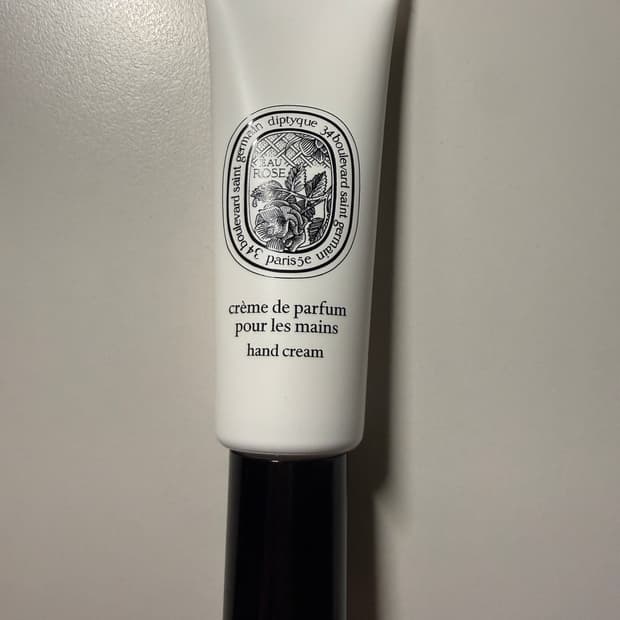 34 boulevard saint germain diptyque 34 boulevard saint germain
paris 5e
EAU
ROSE
crème de parfum
pour les mains
hand cream